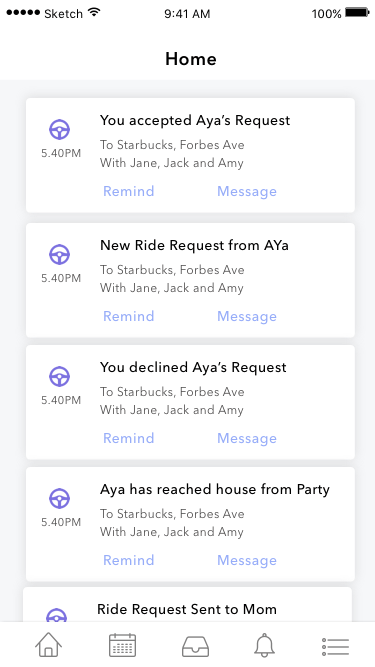 Sketch 9:41 AM 100%
Home
You accepted Aya's Request
To Starbucks, Forbes Ave
5.40PM
With Jane, Jack and Amy
Remind Message
New Ride Request from AYa
To Starbucks, Forbes Ave
5.40PM
With Jane, Jack and Amy
Remind Message
You declined Aya's Request
To Starbucks, Forbes Ave
5.40PM
With Jane, Jack and Amy
Remind Message
Aya has reached house from Party
To Starbucks, Forbes Ave
5.40PM
With Jane, Jack and Amy
Remind Message
Ride Request Sent to Mom